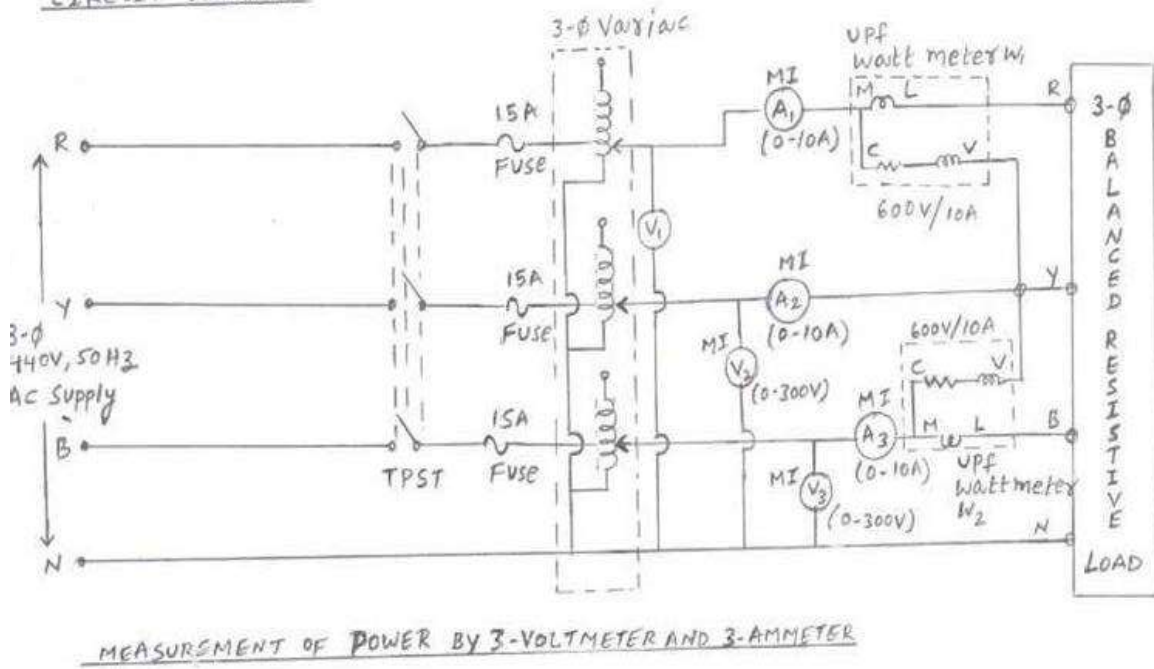 3-Ø Variac
UPf
watt meter W1
MI
M L
R
3-Ø
BALANCED RESISTIVE
LOAD
15A
A1
R
(0-10A)
C V
FUSE
600V/10A
V1
MI
15A
Y
Y
A2
FUSE
(0-10A)
600V/10A
3-Ø
MI
440V, 50HZ
V2
C V
AC Supply
(0-300V)
MI
15A
M L
B
B
A3
TPST
FUSE
MI
(0-10A)
UPf
V3
wattmeter
(0-300V)
W2
N
N
MEASUREMENT OF POWER BY 3-VOLTMETER AND 3-AMMETER